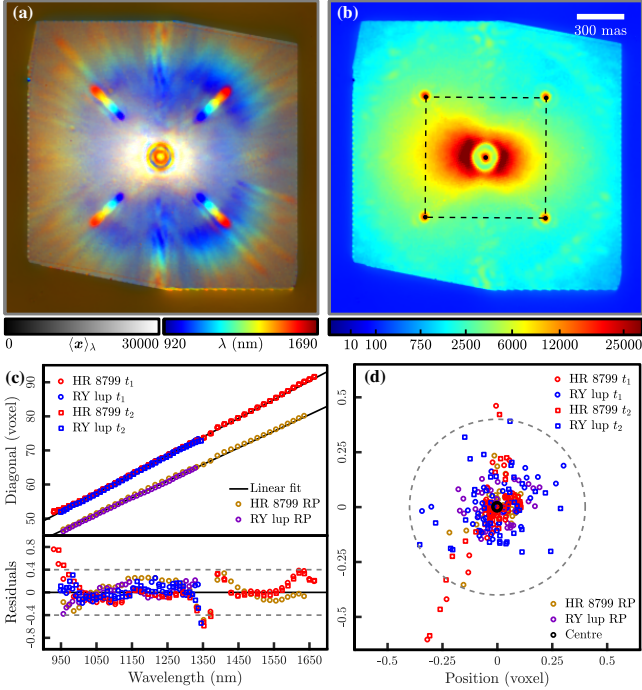 (a)
(b)
300 mas
0 ⟨x⟩λ 30000
920 λ (nm) 1690
10 100 750 2500 6000 12000 25000
(c)
HR 8799 t1
RY lup t1
HR 8799 t2
RY lup t2
Linear fit
HR 8799 RP
RY lup RP
Diagonal (voxel)
90
80
70
60
50
Residuals
0.8
0.4
0
-0.4
-0.8
950 1050 1150 1250 1350 1450 1550 1650
Wavelength (nm)
(d)
HR 8799 t1
RY lup t1
HR 8799 t2
RY lup t2
0.5
0.25
0
-0.25
-0.5
HR 8799 RP
RY lup RP
Centre
-0.5 0 0.5
Position (voxel)